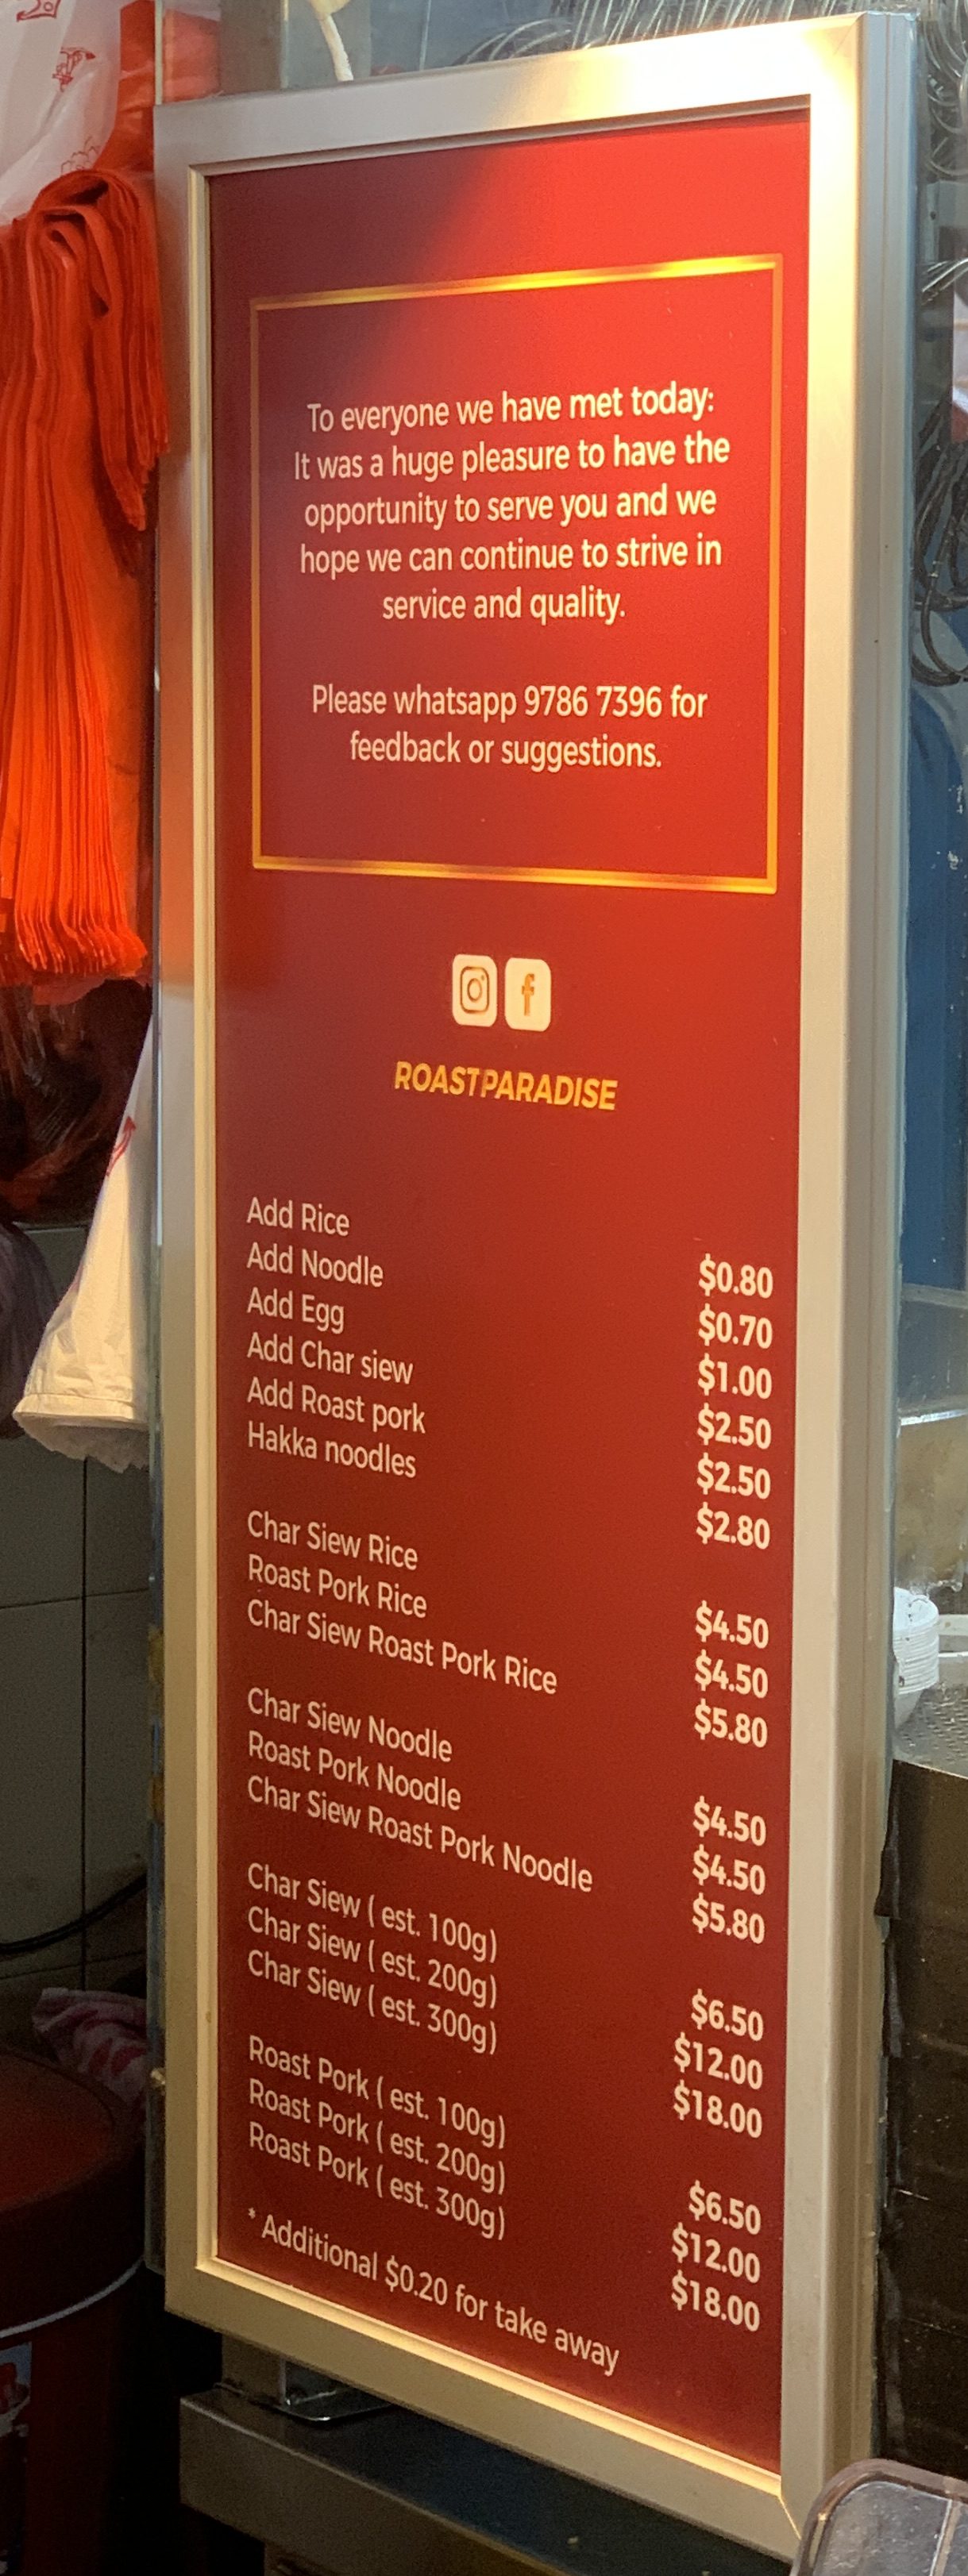 To everyone we have met today:
It was a huge pleasure to have the
opportunity to serve you and we
hope we can continue to strive in
service and quality.
Please whatsapp 9786 7396 for
feedback or suggestions.
ROASTPARADISE
Add Rice $0.80
Add Noodle $0.70
Add Egg $1.00
Add Char siew $2.50
Add Roast pork $2.50
Hakka noodles $2.80
Char Siew Rice $4.50
Roast Pork Rice $4.50
Char Siew Roast Pork Rice $5.80
Char Siew Noodle $4.50
Roast Pork Noodle $4.50
Char Siew Roast Pork Noodle $5.80
Char Siew ( est. 100g) $6.50
Char Siew ( est. 200g) $12.00
Char Siew ( est. 300g) $18.00
Roast Pork ( est. 100g) $6.50
Roast Pork ( est. 200g) $12.00
Roast Pork ( est. 300g) $18.00
* Additional $0.20 for take away